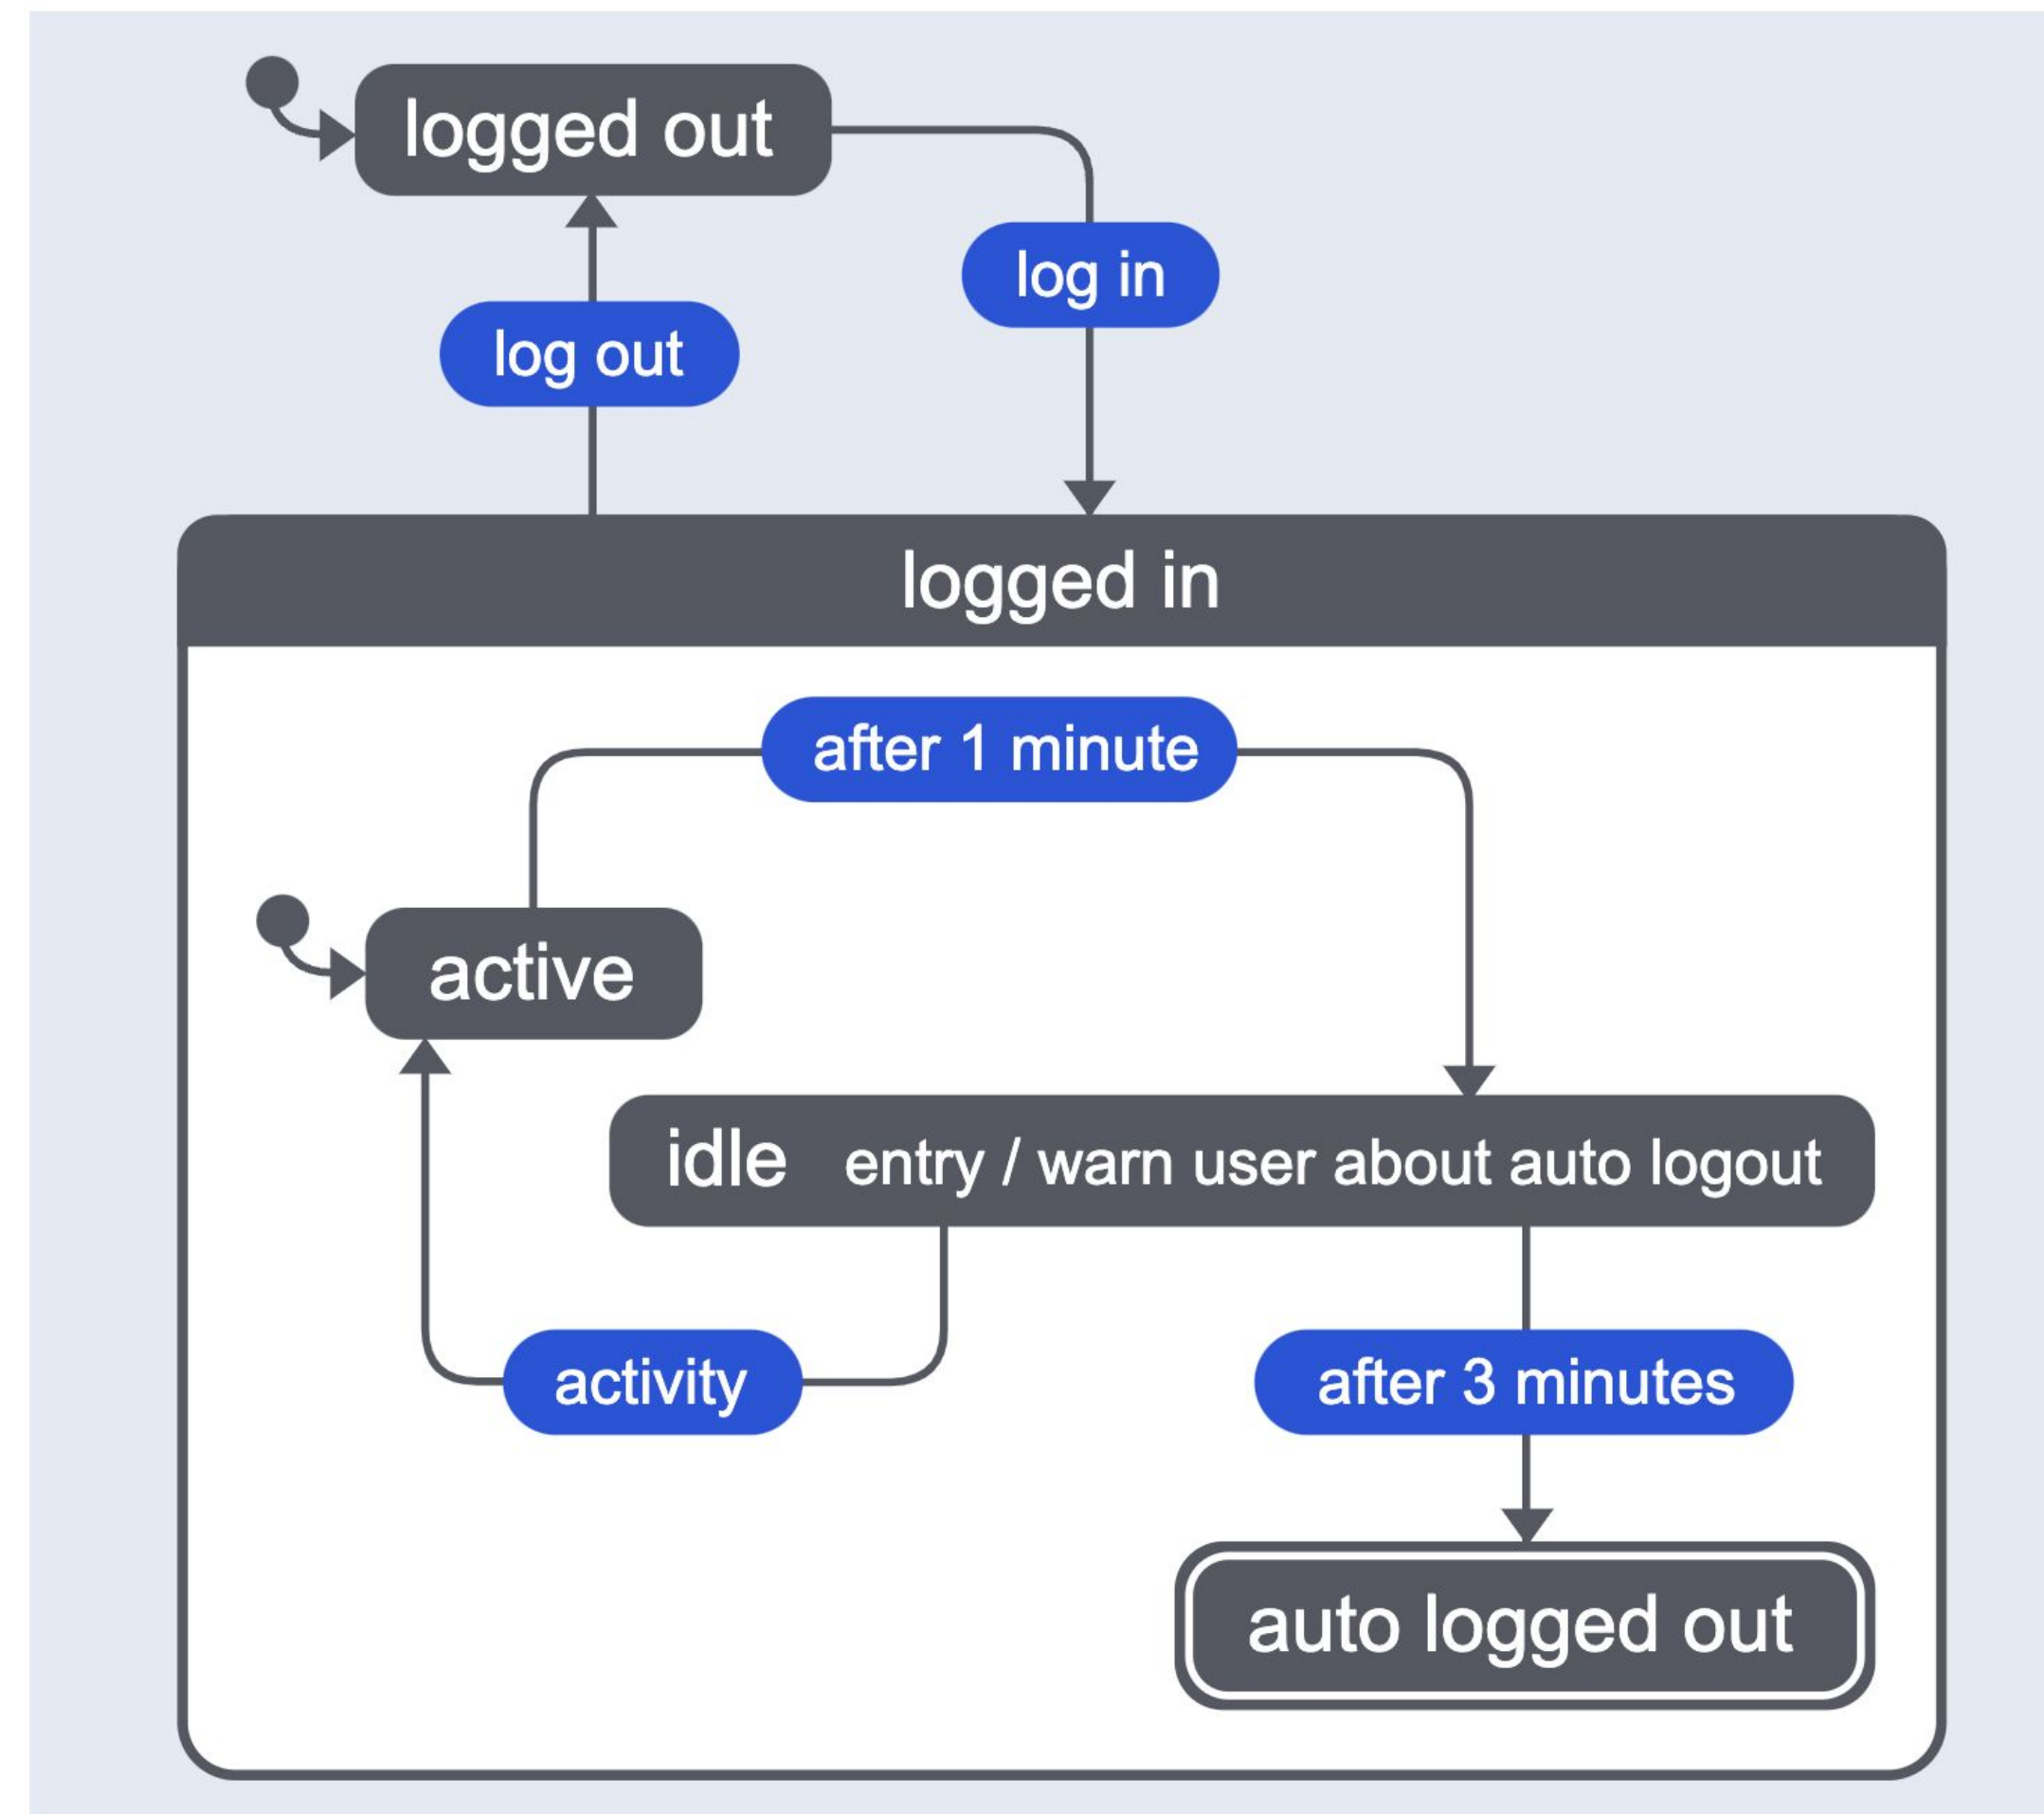 logged out
log in
log out
logged in
after 1 minute
active
idle entry / warn user about auto logout
activity
after 3 minutes
auto logged out